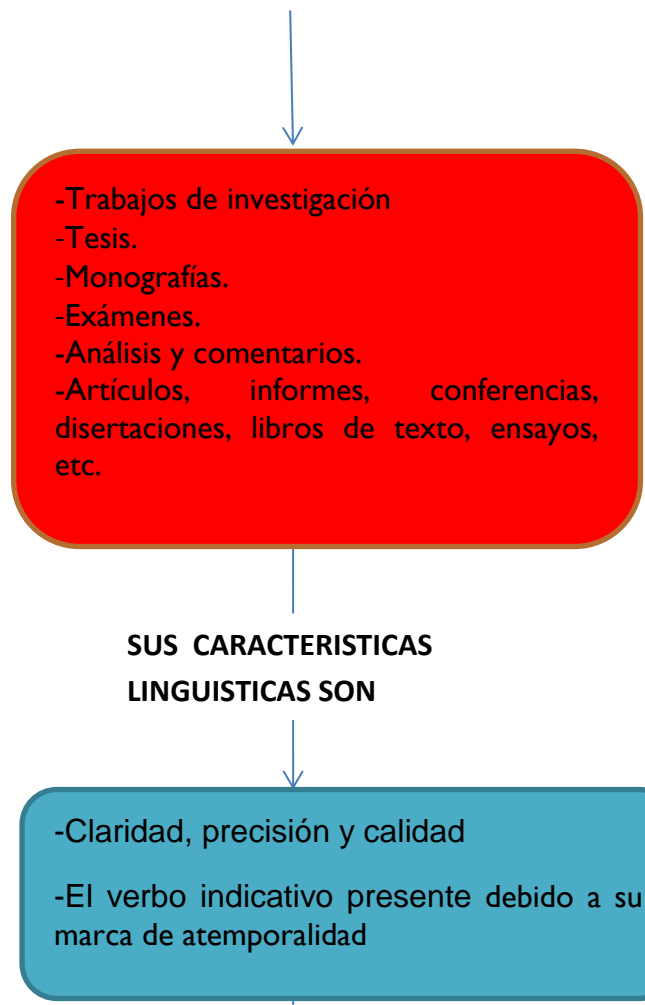 -Trabajos de investigación
-Tesis.
-Monografías.
-Exámenes.
-Análisis y comentarios.
-Artículos, informes, conferencias,
disertaciones, libros de texto, ensayos,
etc.
SUS CARACTERISTICAS
LINGUISTICAS SON
-Claridad, precisión y calidad
-El verbo indicativo presente debido a su
marca de atemporalidad